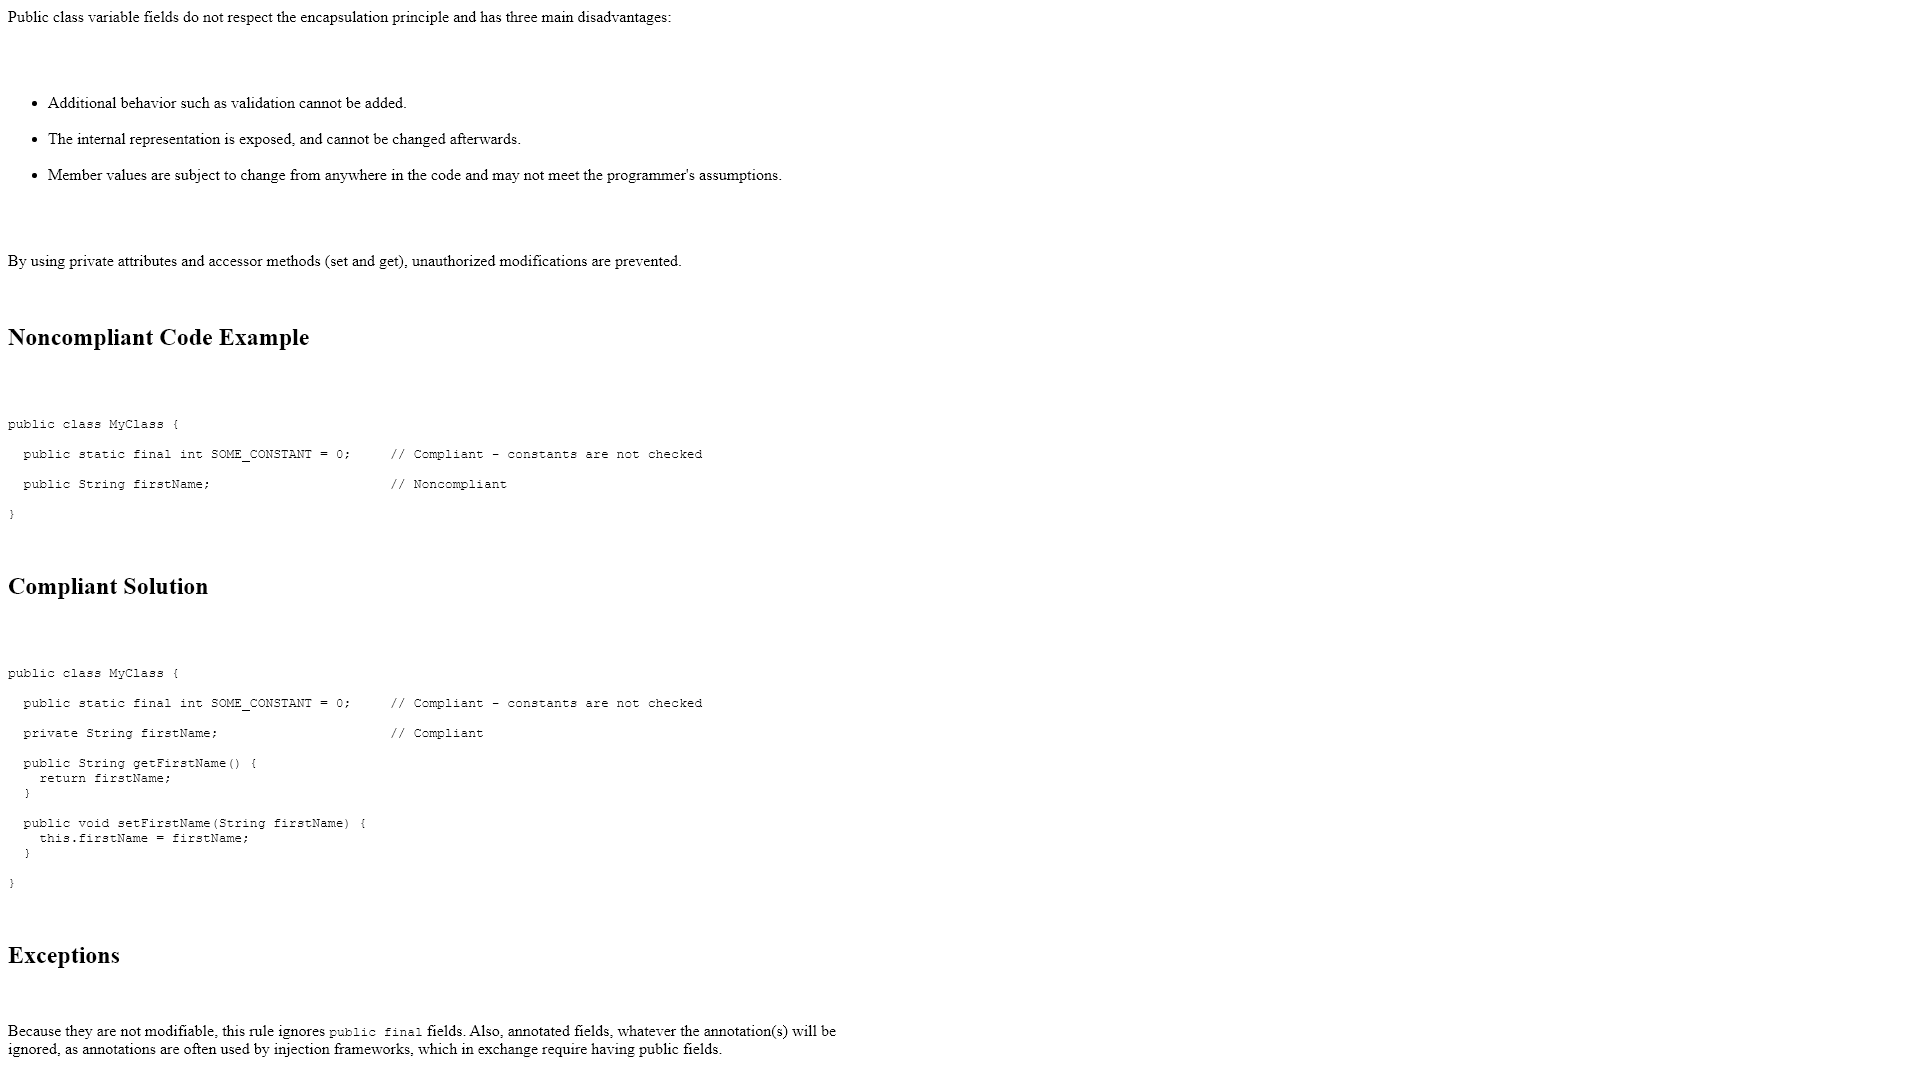 Public class variable fields do not respect the encapsulation principle and has three main disadvantages:
• Additional behavior such as validation cannot be added.
• The internal representation is exposed, and cannot be changed afterwards.
• Member values are subject to change from anywhere in the code and may not meet the programmer's assumptions.
By using private attributes and accessor methods (set and get), unauthorized modifications are prevented.
Noncompliant Code Example
public class MyClass {
  public static final int SOME_CONSTANT = 0;     // Compliant - constants are not checked
  public String firstName;                       // Noncompliant
}
Compliant Solution
public class MyClass {
  public static final int SOME_CONSTANT = 0;     // Compliant - constants are not checked
  private String firstName;                      // Compliant
  public String getFirstName() {
    return firstName;
  }
  public void setFirstName(String firstName) {
    this.firstName = firstName;
  }
}
Exceptions
Because they are not modifiable, this rule ignores public final fields. Also, annotated fields, whatever the annotation(s) will be
ignored, as annotations are often used by injection frameworks, which in exchange require having public fields.